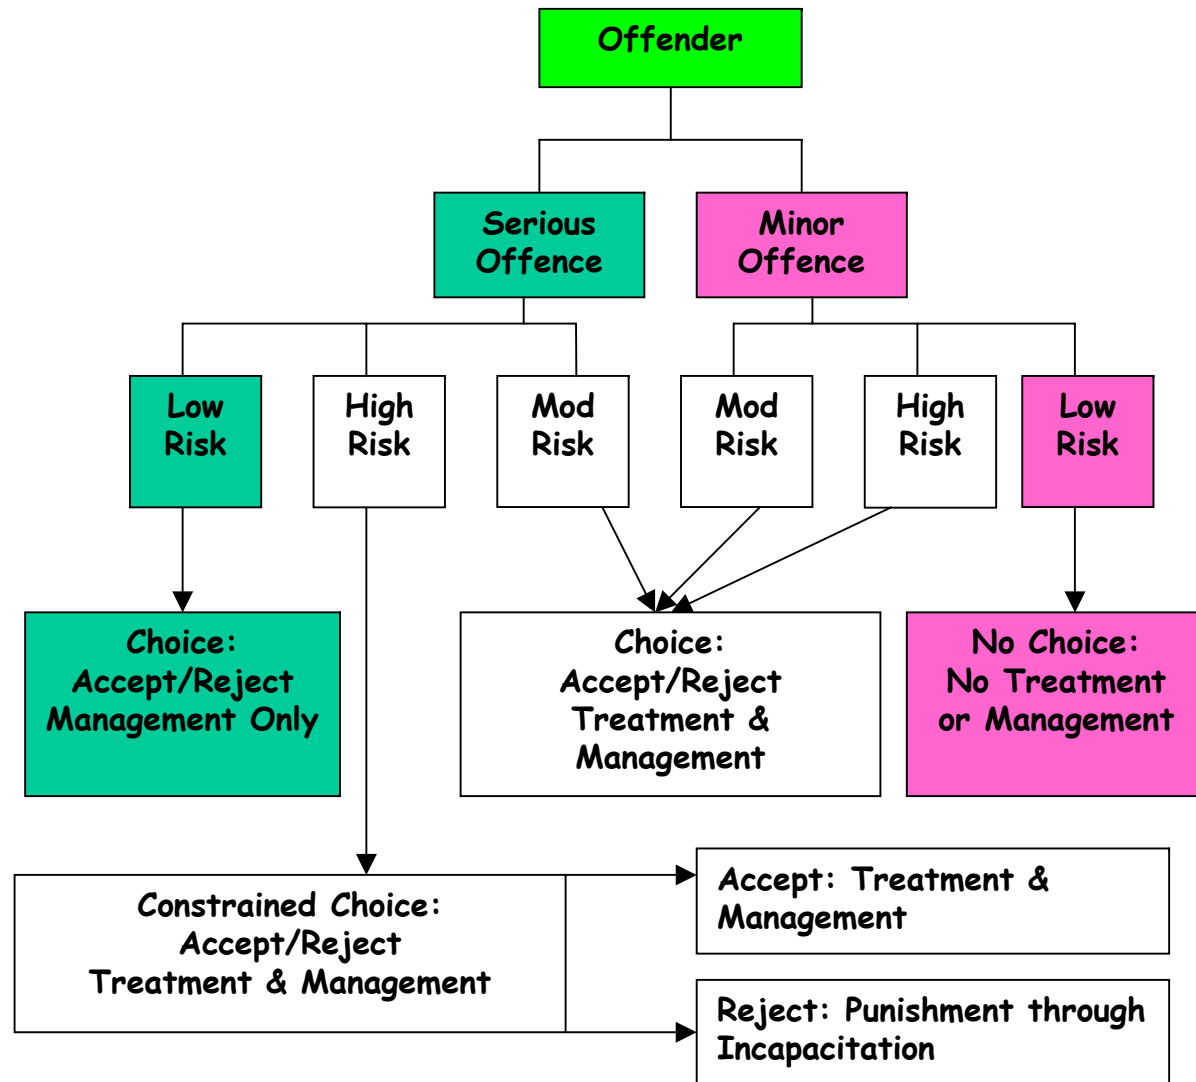 Offender
Serious
Offence
Minor
Offence
Low
Risk
High
Risk
Mod
Risk
Mod
Risk
High
Risk
Low
Risk
Choice:
Accept/Reject
Management Only
Choice:
Accept/Reject
Treatment &
Management
No Choice:
No Treatment
or Management
Constrained Choice:
Accept/Reject
Treatment & Management
Accept: Treatment &
Management
Reject: Punishment through
Incapacitation